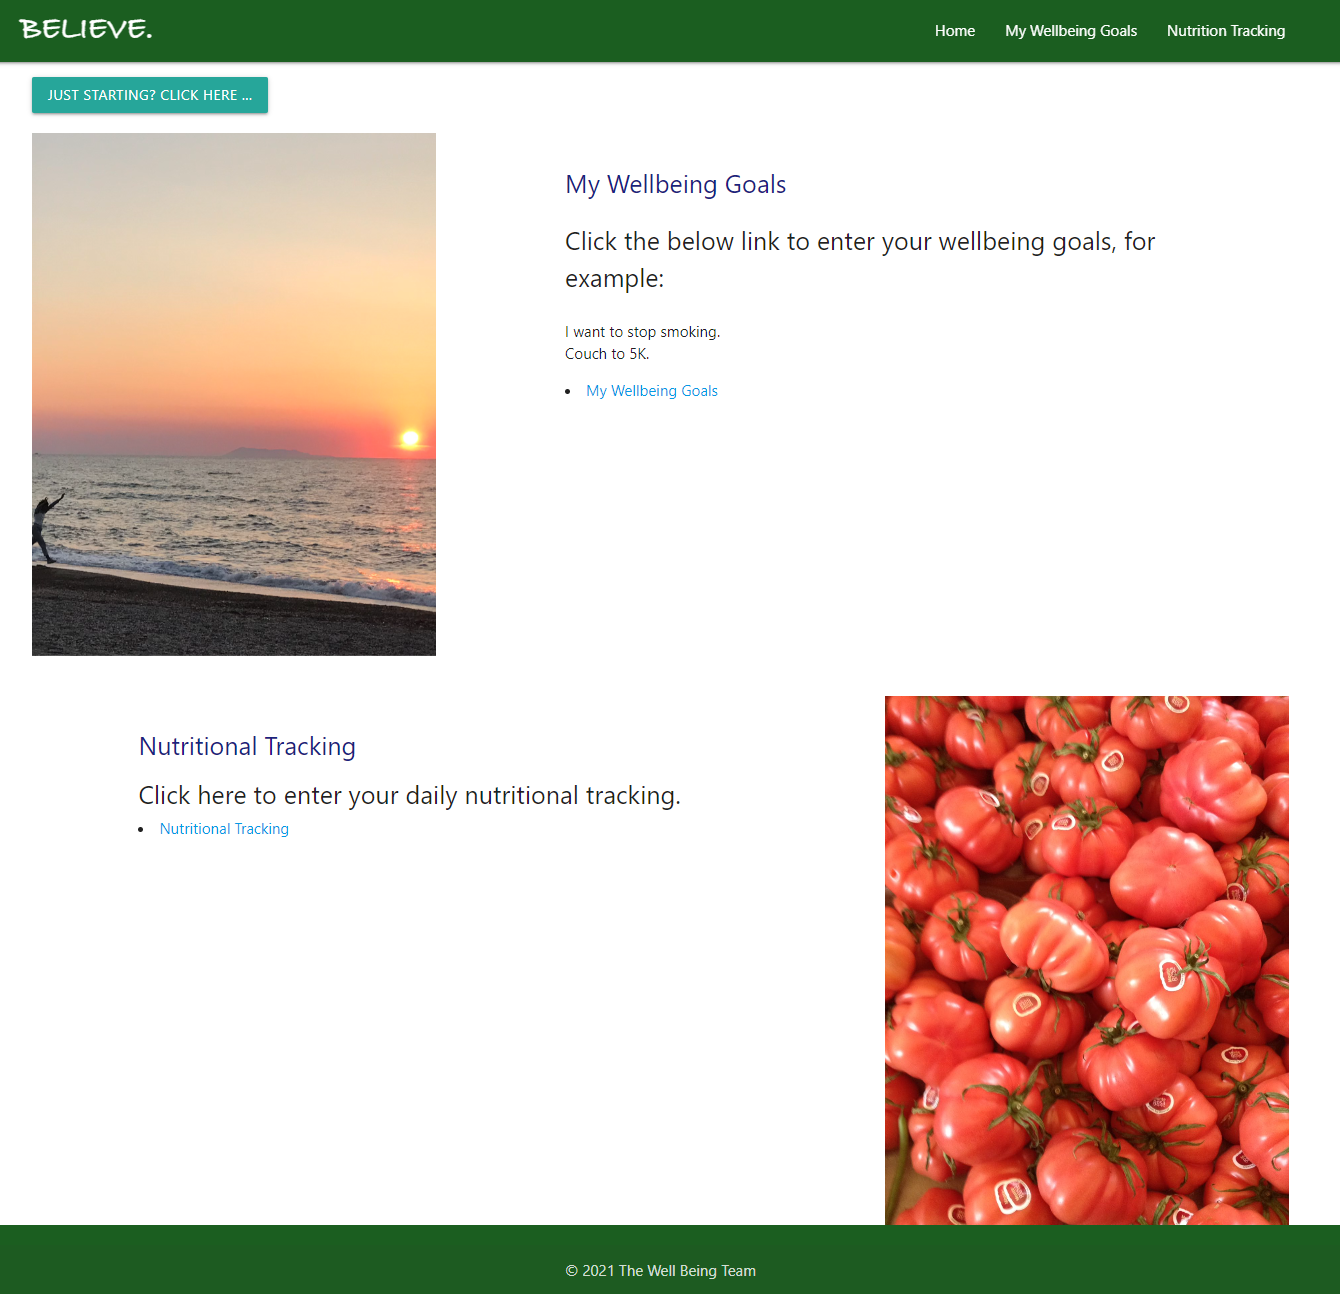 BELIEVE.
Home
My Wellbeing Goals
Nutrition Tracking
JUST STARTING? CLICK HERE ...
My Wellbeing Goals
Click the below link to enter your wellbeing goals, for
example:
I want to stop smoking.
Couch to 5K.
My Wellbeing Goals
Nutritional Tracking
Click here to enter your daily nutritional tracking.
Nutritional Tracking
© 2021 The Well Being Team